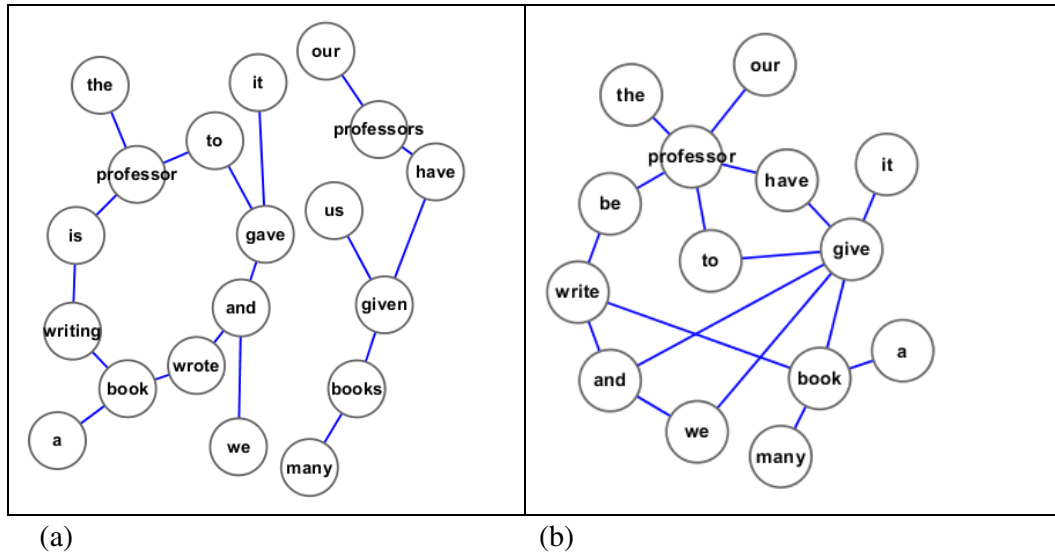 our
the
it
to
professors
professor
have
us
is
gave
and
given
writing
wrote
book
books
a
we
many
our
the
professor
it
have
be
to
give
write
and
book
a
we
many
(a)
(b)